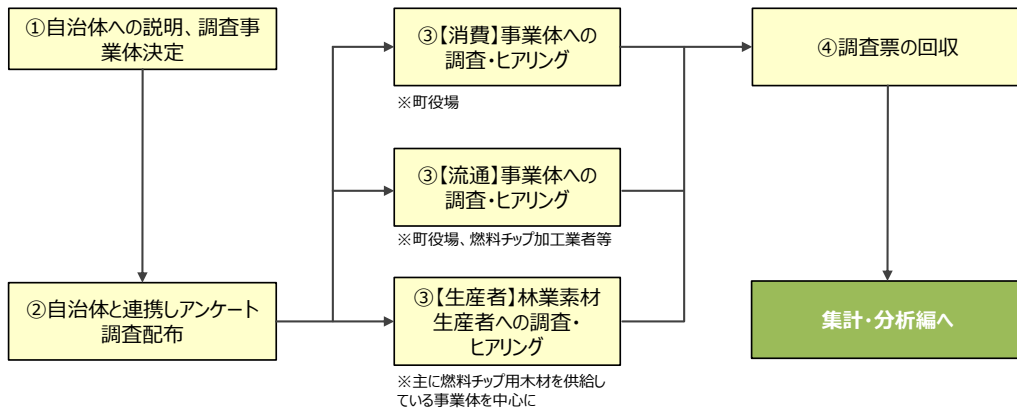 ①自治体への説明、調査事
業体決定
②自治体と連携しアンケート
調査配布
③【消費】事業体への
調査・ヒアリング
※町役場
③【流通】事業体への
調査・ヒアリング
※町役場、燃料チップ加工業者等
③【生産者】林業素材
生産者への調査・
ヒアリング
※主に燃料チップ用木材を供給し
ている事業体を中心に
④調査票の回収
集計・分析編へ